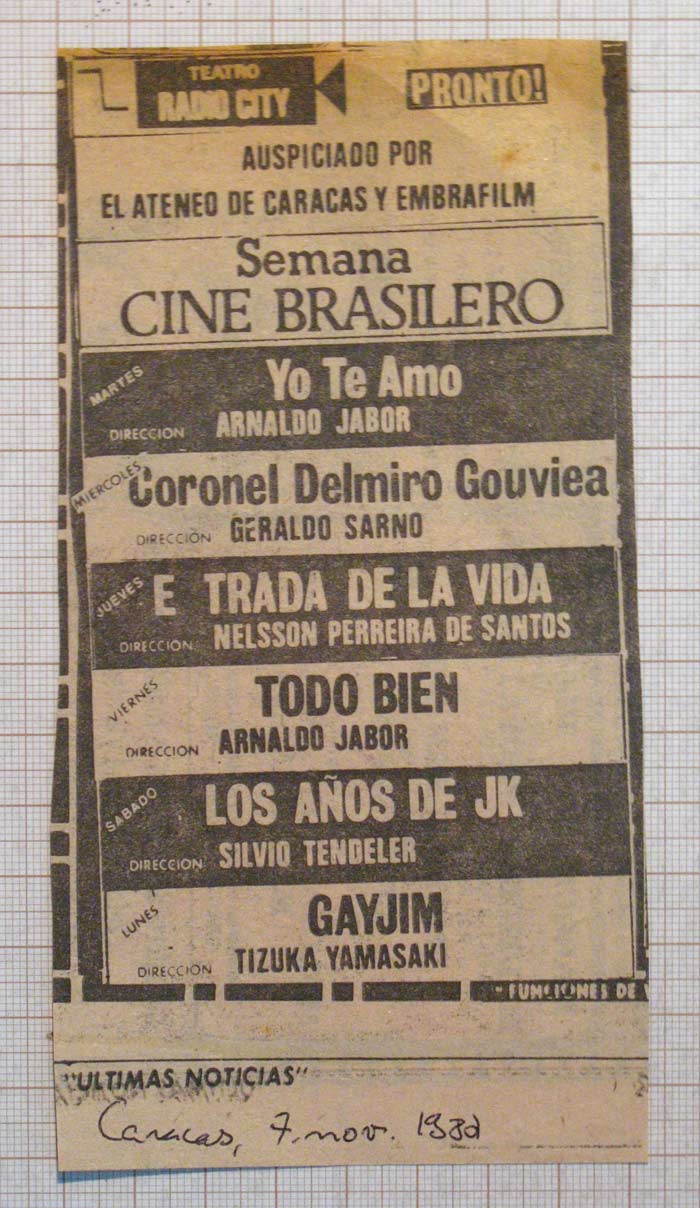 TEATRO
RADIO CITY
PRONTO!
AUSPICIADO POR
EL ATENEO DE CARACAS Y EMBRAFILM
Semana
CINE BRASILERO
MARTES
Yo Te Amo
DIRECCION ARNALDO JABOR
MIERCOLES
Coronel Delmiro Gouviea
DIRECCIÓN GERALDO SARNO
JUEVES
E TRADA DE LA VIDA
DIRECCION NELSSON PERREIRA DE SANTOS
VIERNES
TODO BIEN
DIRECCION ARNALDO JABOR
SABADO
LOS AÑOS DE JK
DIRECCION SILVIO TENDELER
LUNES
GAYJIM
DIRECCION TIZUKA YAMASAKI
"FUNCIONES DE
"ULTIMAS NOTICIAS"
Caracas, 7. nov.